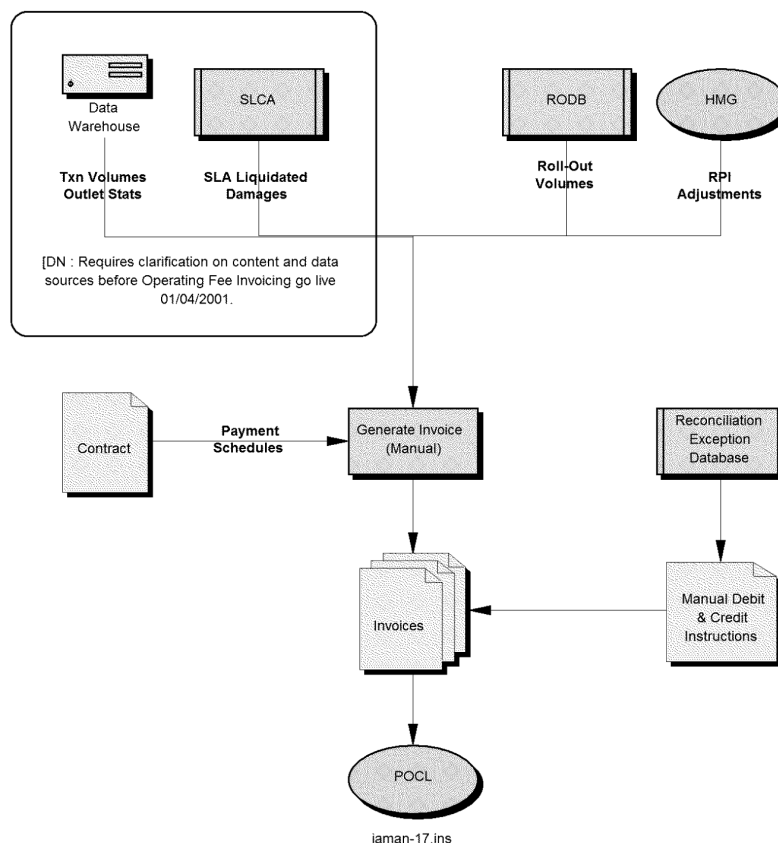 Data
Warehouse
SLCA
RODB
HMG
Txn Volumes
Outlet Stats
SLA Liquidated
Damages
Roll-Out
Volumes
RPI
Adjustments
[DN : Requires clarification on content and data
sources before Operating Fee Invoicing go live
01/04/2001.
Contract
Payment
Schedules
Generate Invoice
(Manual)
Reconciliation
Exception
Database
Invoices
Manual Debit
& Credit
Instructions
POCL
iaman-17.ins